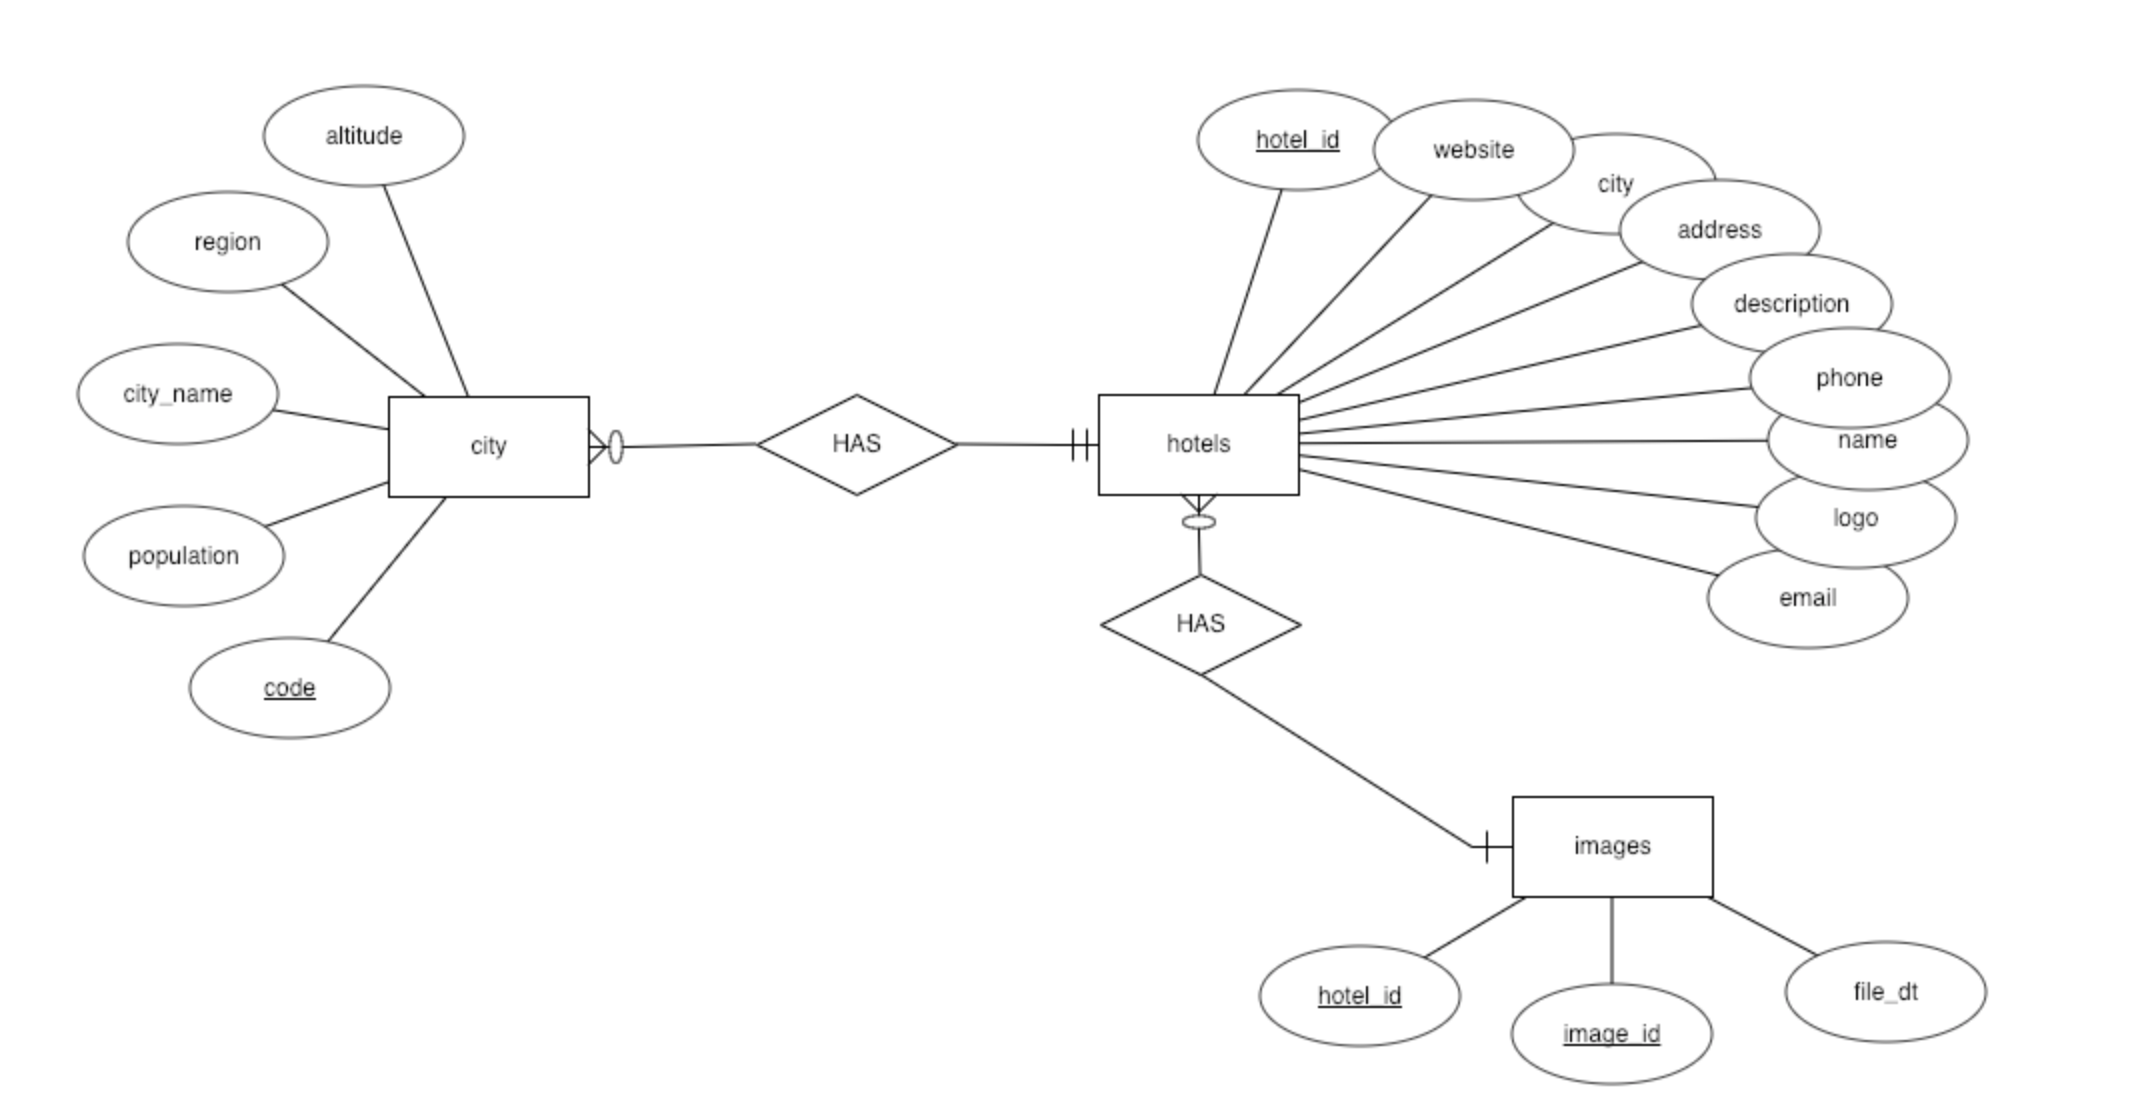 altitude
region
city_name
population
code
city
HAS
hotels
hotel_id
website
city
address
description
phone
name
logo
email
HAS
images
hotel_id
image_id
file_dt